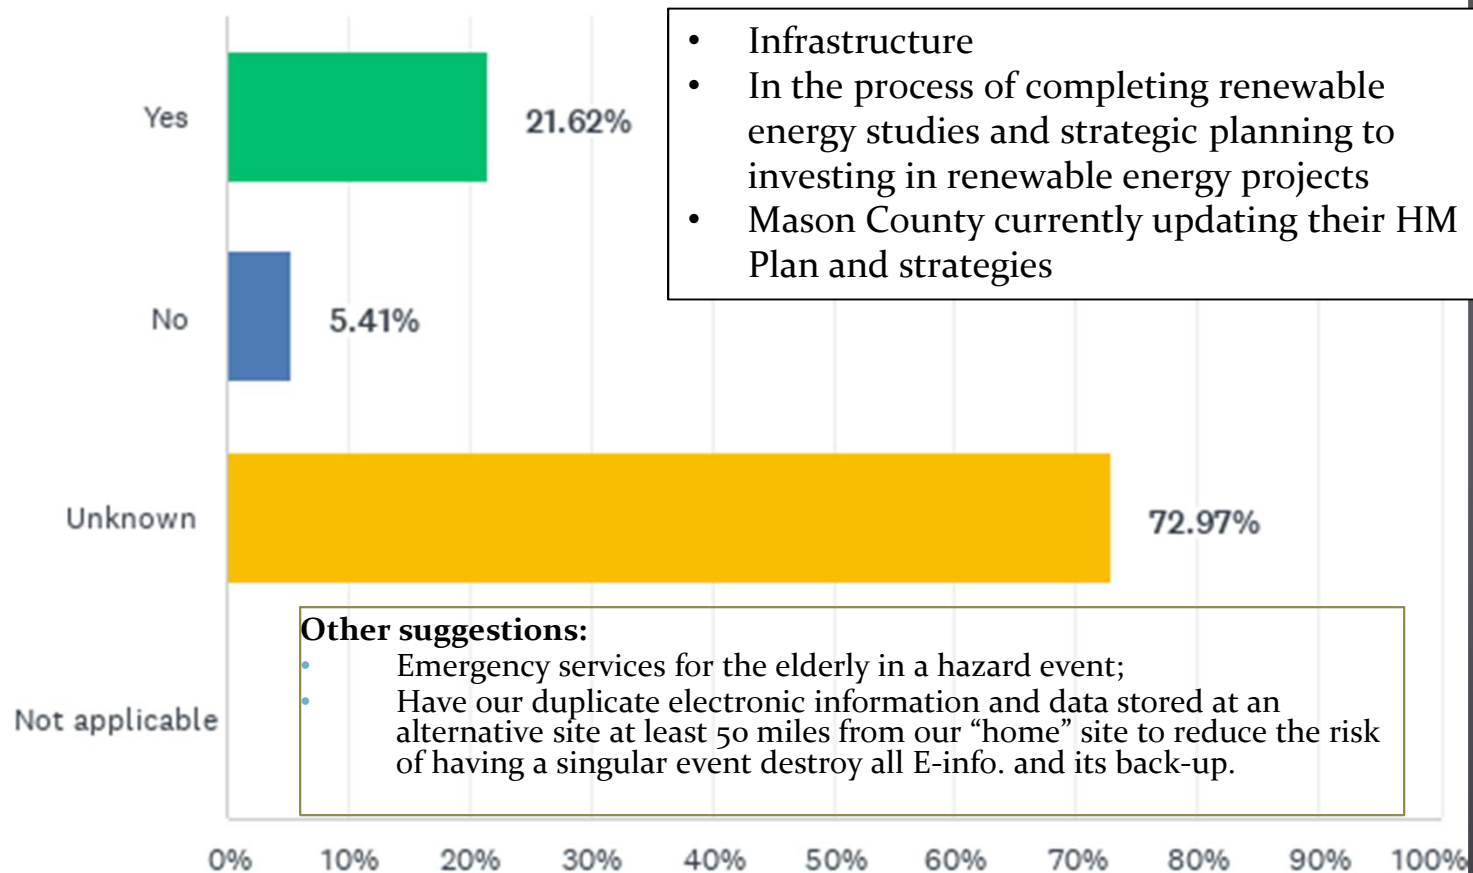 • Infrastructure
• In the process of completing renewable
energy studies and strategic planning to
investing in renewable energy projects
• Mason County currently updating their HM
Plan and strategies
Yes
21.62%
No
5.41%
Unknown
72.97%
Other suggestions:
• Emergency services for the elderly in a hazard event;
• Have our duplicate electronic information and data stored at an
alternative site at least 50 miles from our “home” site to reduce the risk
of having a singular event destroy all E-info. and its back-up.
Not applicable
0% 10% 20% 30% 40% 50% 60% 70% 80% 90% 100%